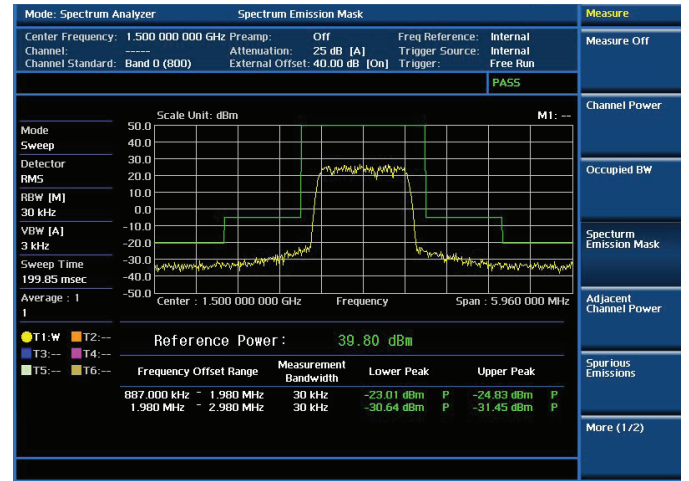 Mode: Spectrum Analyzer Spectrum Emission Mask Measure
Center Frequency: 1.500 000 000 GHz Preamp: Off Freq Reference: Internal
Channel: ----- Attenuation: 25 dB [A] Trigger Source: Internal
Channel Standard: Band 0 (800) External Offset: 40.00 dB [On] Trigger: Free Run
PASS
Measure Off
Channel Power
Occupied BW
Specturm
Emission Mask
Adjacent
Channel Power
Spurious
Emissions
More (1/2)
Mode
Sweep
Detector
RMS
RBW [M]
30 kHz
VBW [A]
3 kHz
Sweep Time
199.85 msec
Average : 1
1
T1:W T2:--
T3:-- T4:--
T5:-- T6:--
Scale Unit: dBm M1: --
50.0
40.0
30.0
20.0
10.0
0.0
-10.0
-20.0
-30.0
-40.0
-50.0
Center : 1.500 000 000 GHz Frequency Span : 5.960 000 MHz
Reference Power: 39.80 dBm
Frequency Offset Range Measurement Bandwidth Lower Peak Upper Peak
887.000 kHz ~ 1.980 MHz 30 kHz -23.01 dBm P -24.83 dBm P
1.980 MHz ~ 2.980 MHz 30 kHz -30.64 dBm P -31.45 dBm P